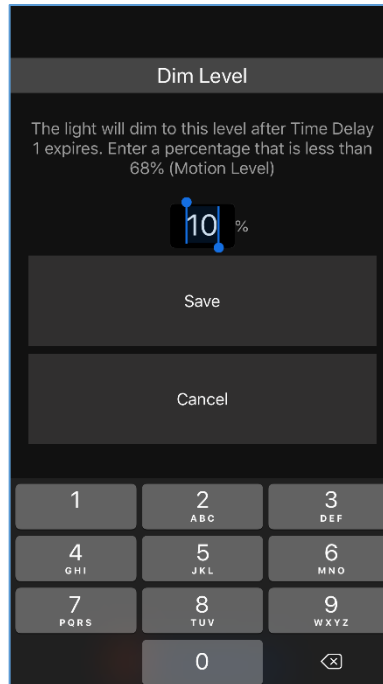 Dim Level
The light will dim to this level after Time Delay
1 expires. Enter a percentage that is less than
68% (Motion Level)
10 %
Save
Cancel
1 2 3
ABC DEF
4 5 6
GHI JKL MNO
7 8 9
PQRS TUV WXYZ
0